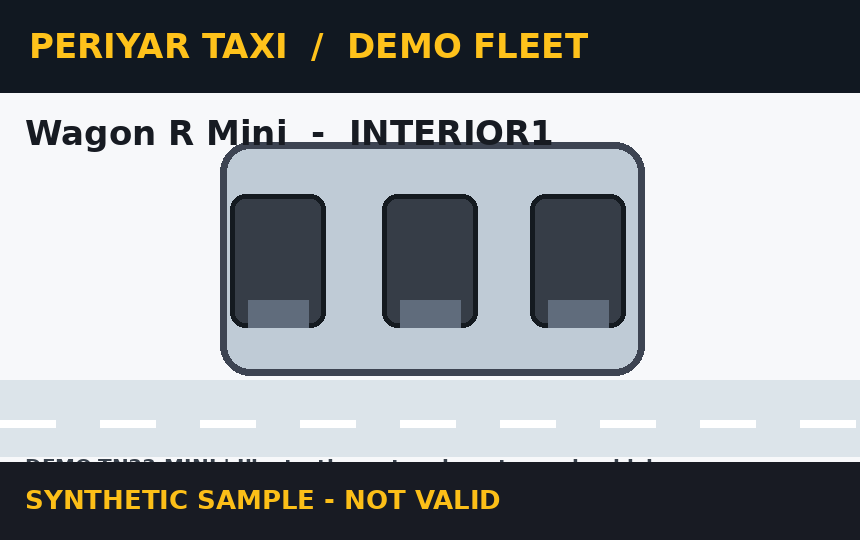 PERIYAR TAXI / DEMO FLEET
Wagon R Mini - INTERIOR1
SYNTHETIC SAMPLE - NOT VALID